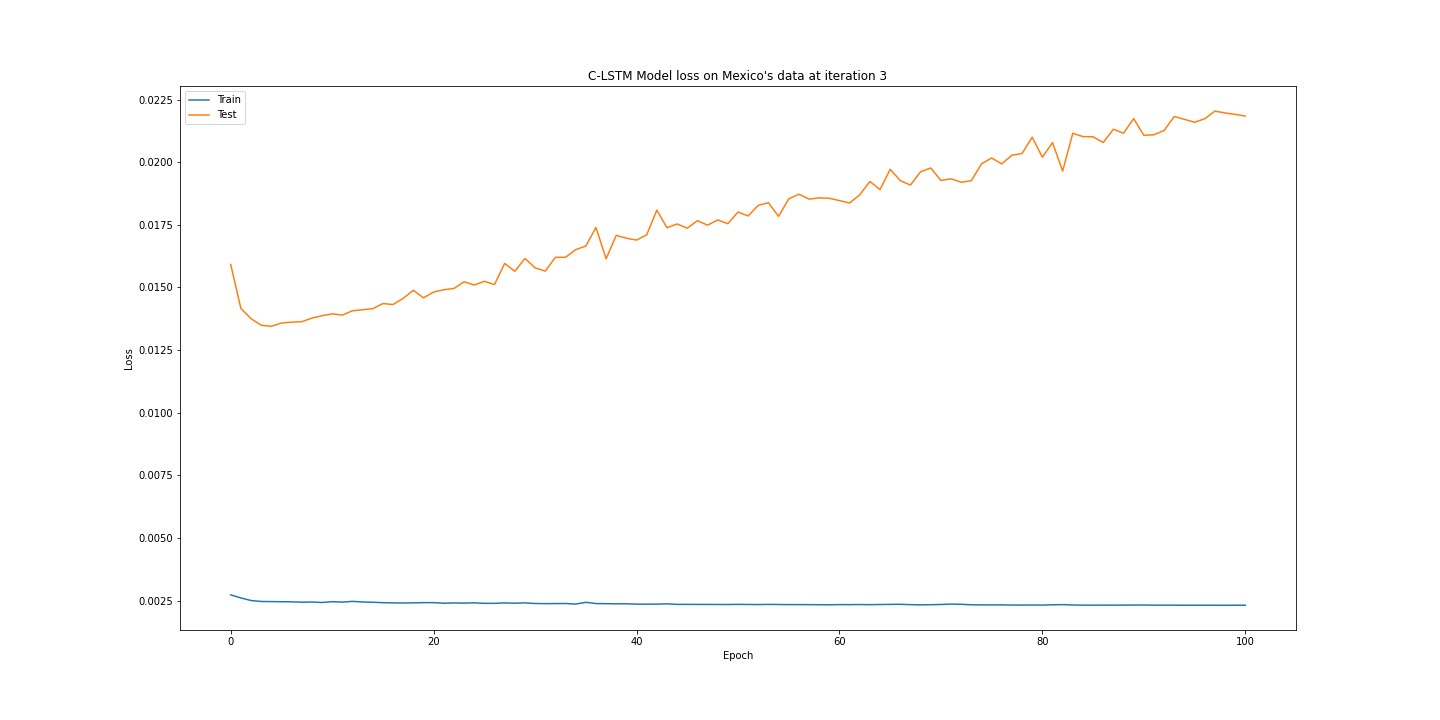 C-LSTM Model loss on Mexico's data at iteration 3
Train
Test
0.0225
0.0200
0.0175
0.0150
0.0125
0.0100
0.0075
0.0050
0.0025
Loss
0 20 40 60 80 100
Epoch